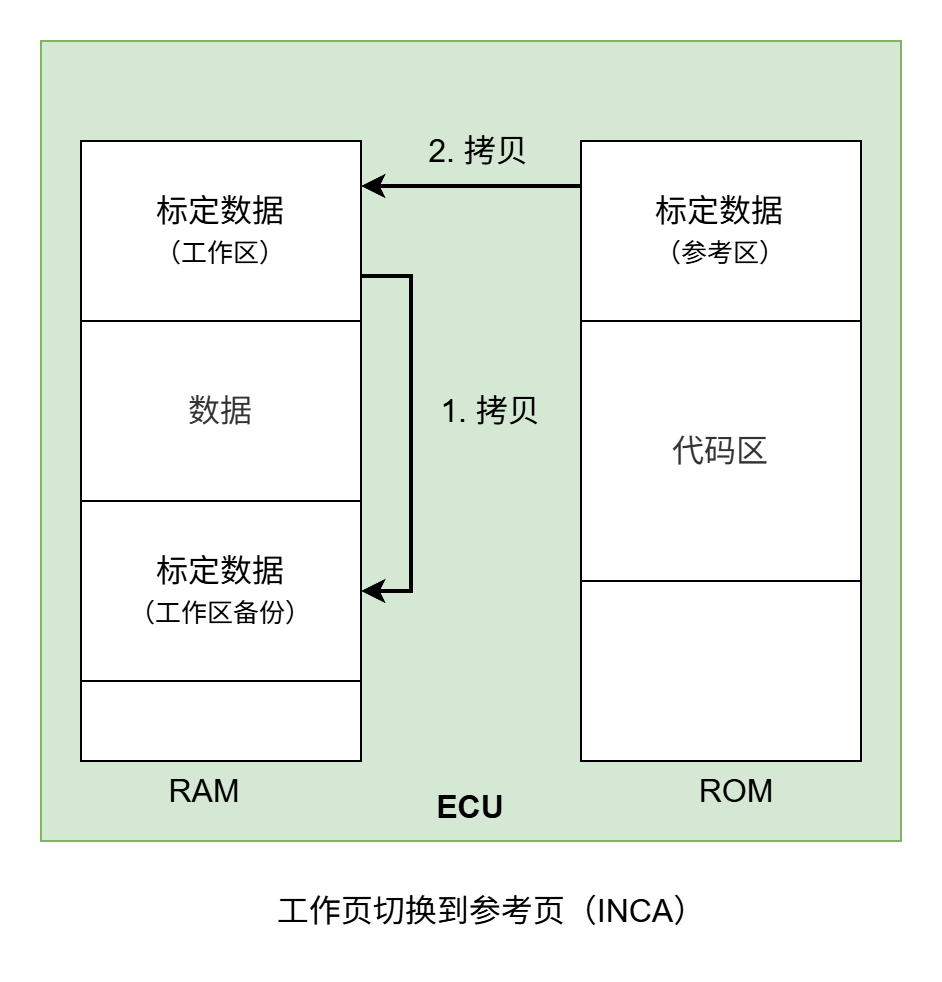 2. 拷贝
标定数据
（工作区）
标定数据
（参考区）
数据
1. 拷贝
代码区
标定数据
（工作区备份）
RAM
ECU
ROM
工作页切换到参考页（INCA）